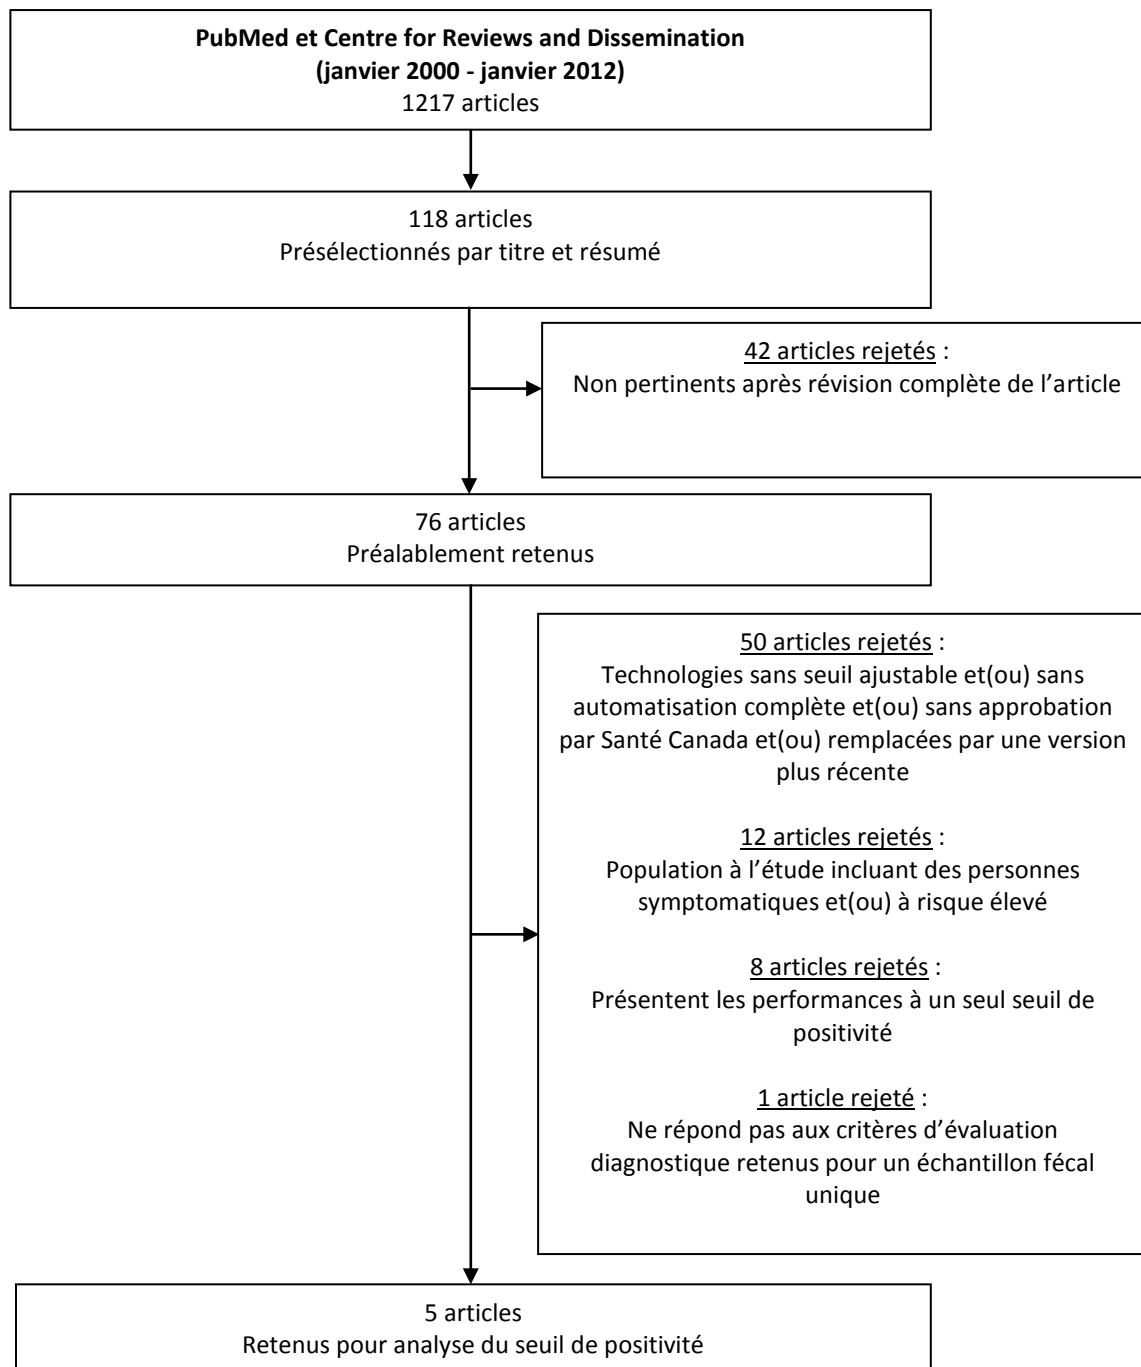 PubMed et Centre for Reviews and Dissemination
(janvier 2000 - janvier 2012)
1217 articles
118 articles
Présélectionnés par titre et résumé
42 articles rejetés :
Non pertinents après révision complète de l’article
76 articles
Préalablement retenus
50 articles rejetés :
Technologies sans seuil ajustable et(ou) sans
automatisation complète et(ou) sans approbation
par Santé Canada et(ou) remplacées par une version
plus récente
12 articles rejetés :
Population à l’étude incluant des personnes
symptomatiques et(ou) à risque élevé
8 articles rejetés :
Présentent les performances à un seul seuil de
positivité
1 article rejeté :
Ne répond pas aux critères d’évaluation
diagnostique retenus pour un échantillon fécal
unique
5 articles
Retenus pour analyse du seuil de positivité